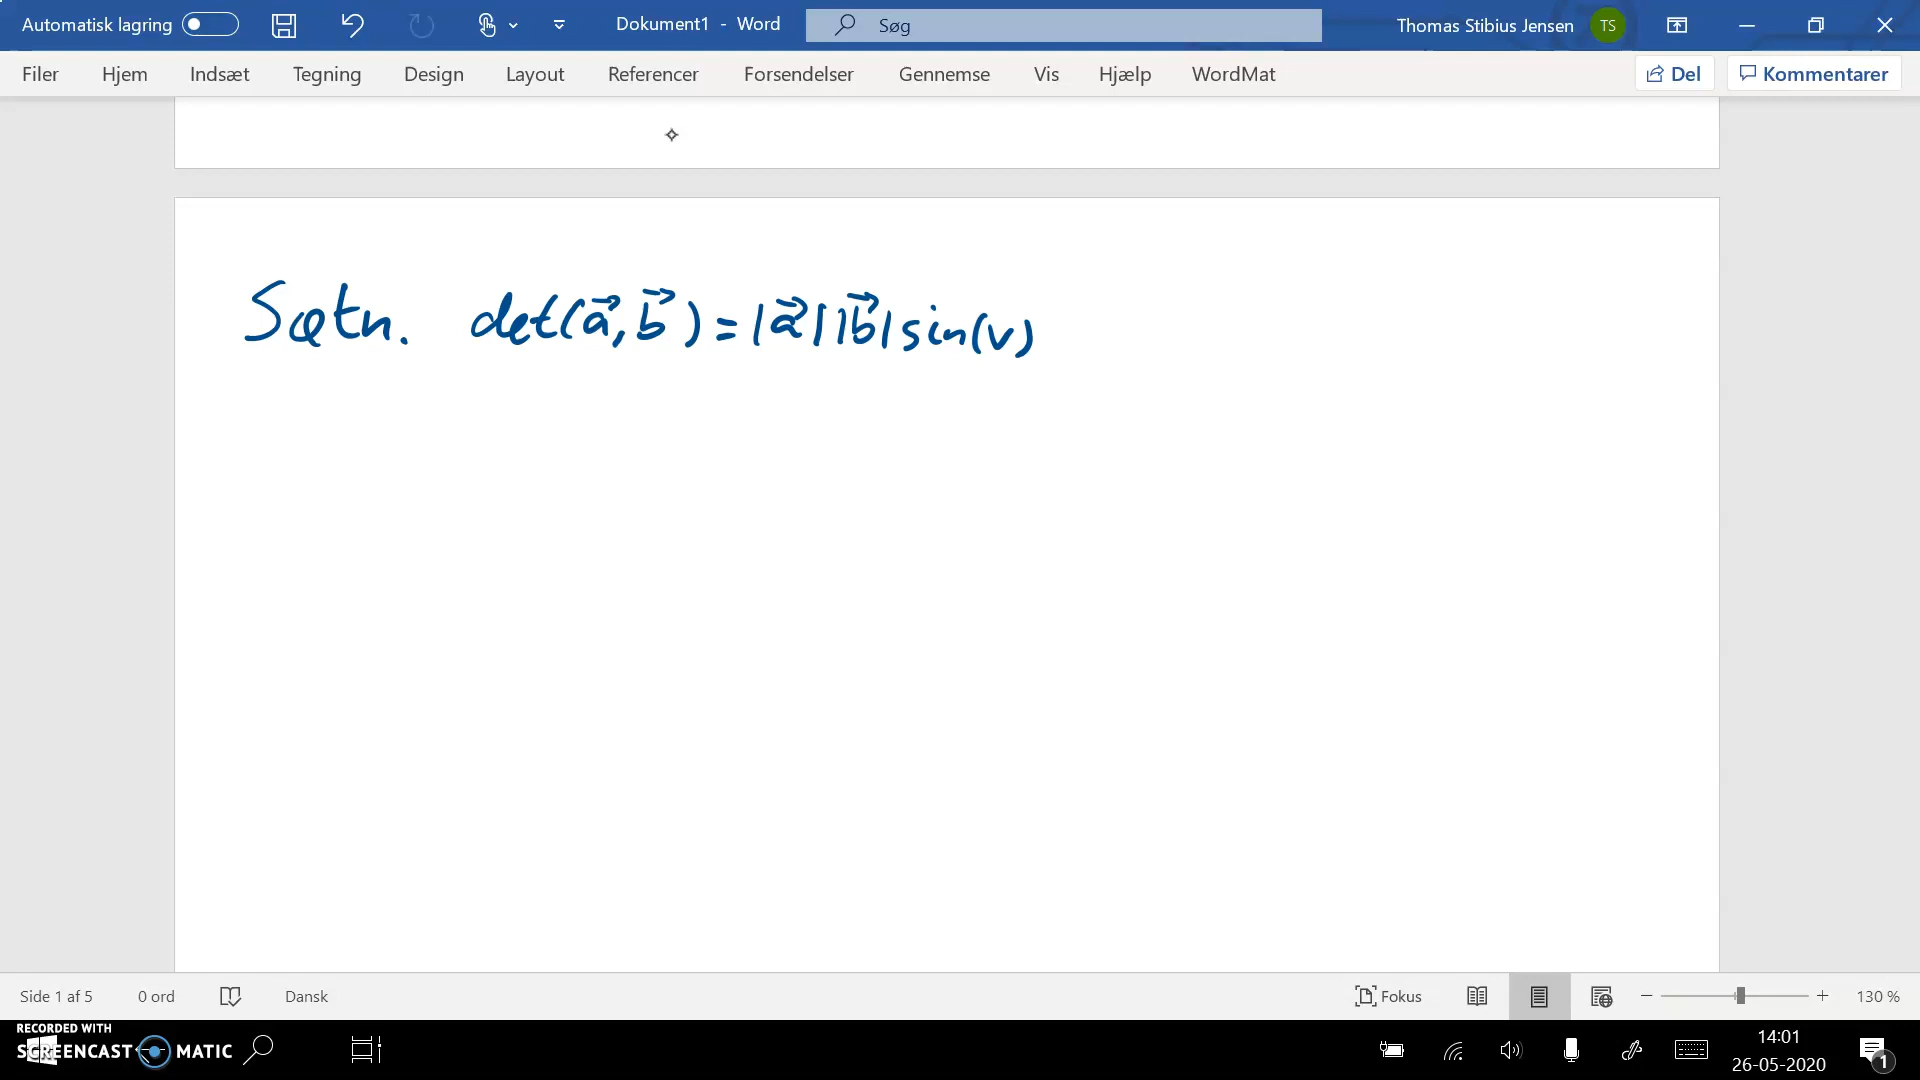 Automatisk lagring
Dokument1 - Word
Søg
Thomas Stibius Jensen TS
Filer Hjem Indsæt Tegning Design Layout Referencer Forsendelser Gennemse Vis Hjælp WordMat
Del Kommentarer
Sætn. det(a⃗, b⃗) = |a⃗||b⃗| sin(v)
Side 1 af 5 0 ord Dansk
Fokus
130 %
RECORDED WITH
SCREENCAST MATIC
14:01
26-05-2020
1